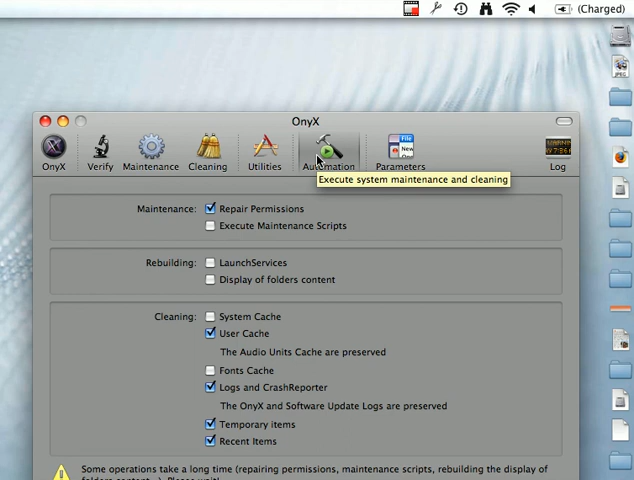 (Charged)
OnyX
OnyX Verify Maintenance Cleaning Utilities Automation Parameters Log
Execute system maintenance and cleaning
Maintenance: Repair Permissions
Execute Maintenance Scripts
Rebuilding: LaunchServices
Display of folders content
Cleaning: System Cache
User Cache
The Audio Units Cache are preserved
Fonts Cache
Logs and CrashReporter
The OnyX and Software Update Logs are preserved
Temporary items
Recent Items
Some operations take a long time (repairing permissions, maintenance scripts, rebuilding the display of